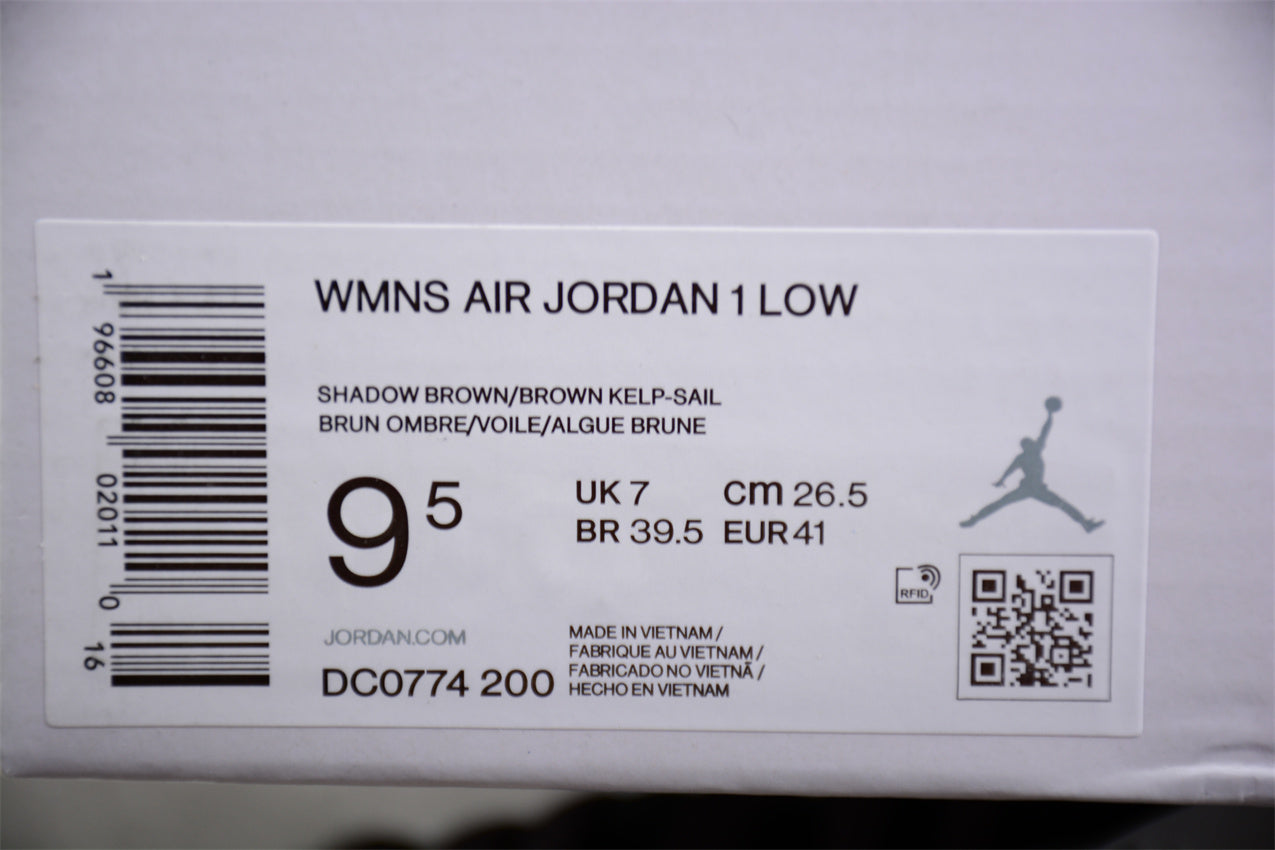 WMNS AIR JORDAN 1 LOW
SHADOW BROWN/BROWN KELP-SAIL
BRUN OMBRE/VOILE/ALGUE BRUNE
9 5
UK 7 cm 26.5
BR 39.5 EUR 41
RFID
JORDAN.COM
DC0774 200
MADE IN VIETNAM /
FABRIQUE AU VIETNAM /
FABRICADO NO VIETNÃ /
HECHO EN VIETNAM
1 96608 02011 0 16